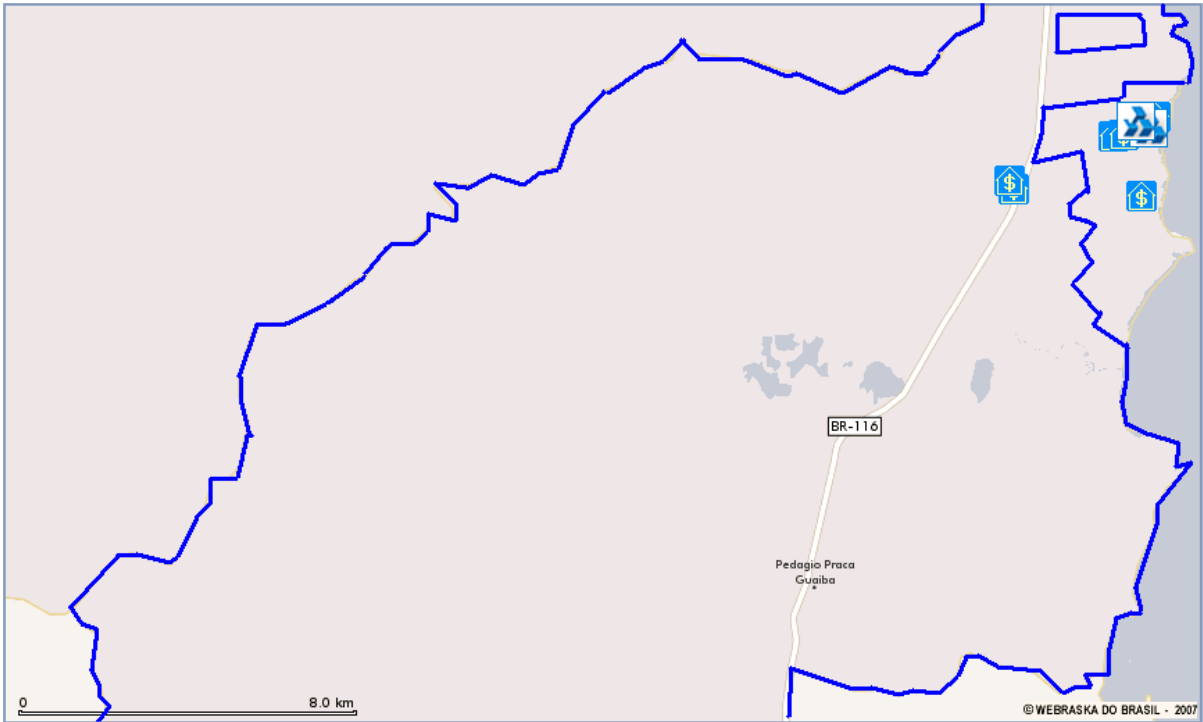 $
$
$
BR-116
Pedagio Praca
Guaiba
0 8.0 km
© WEBRASKA DO BRASIL - 2007